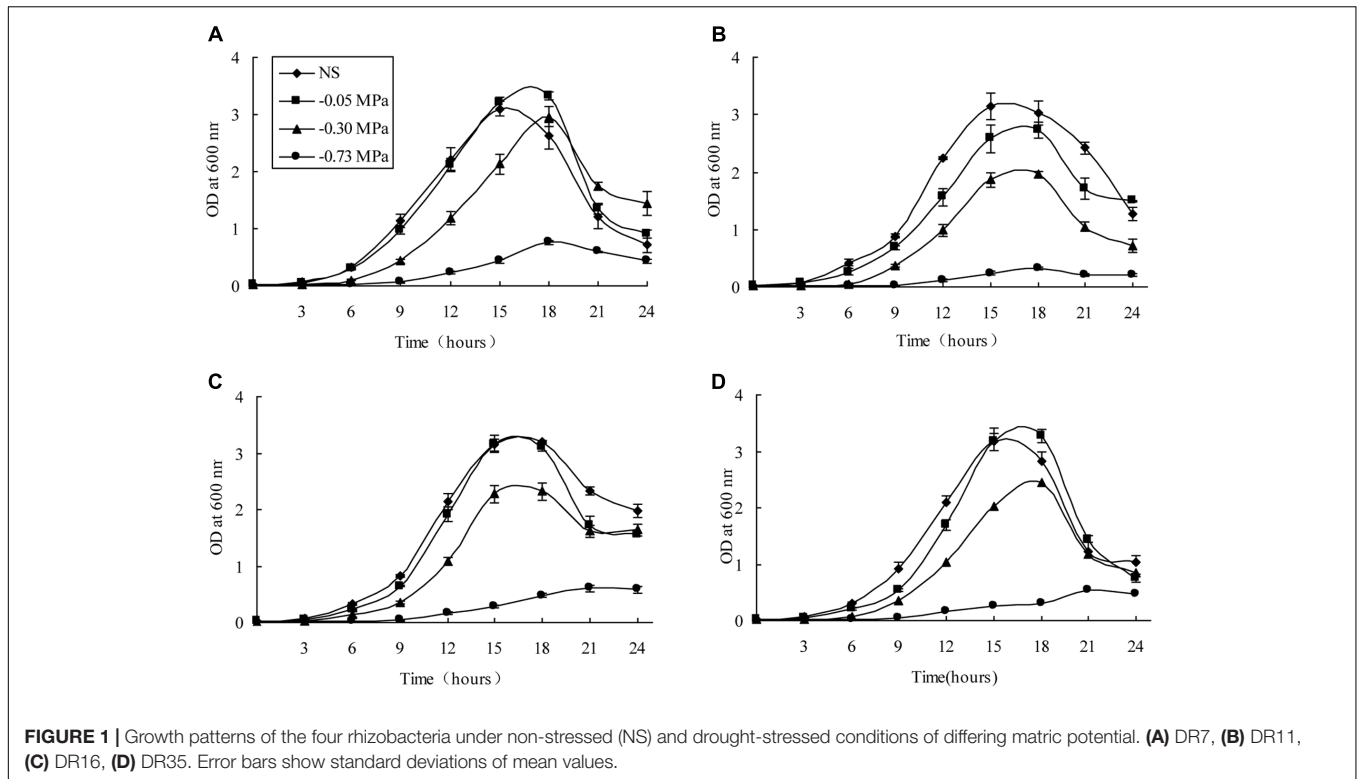 A
4
3
2
1
0
OD at 600 nm
NS
-0.05 MPa
-0.30 MPa
-0.73 MPa
3 6 9 12 15 18 21 24
Time（hours）
B
4
3
2
1
0
OD at 600 nm
3 6 9 12 15 18 21 24
Time（hours）
C
4
3
2
1
0
OD at 600 nm
3 6 9 12 15 18 21 24
Time（hours）
D
4
3
2
1
0
OD at 600 nm
3 6 9 12 15 18 21 24
Time(hours)
FIGURE 1 | Growth patterns of the four rhizobacteria under non-stressed (NS) and drought-stressed conditions of differing matric potential. (A) DR7, (B) DR11,
(C) DR16, (D) DR35. Error bars show standard deviations of mean values.